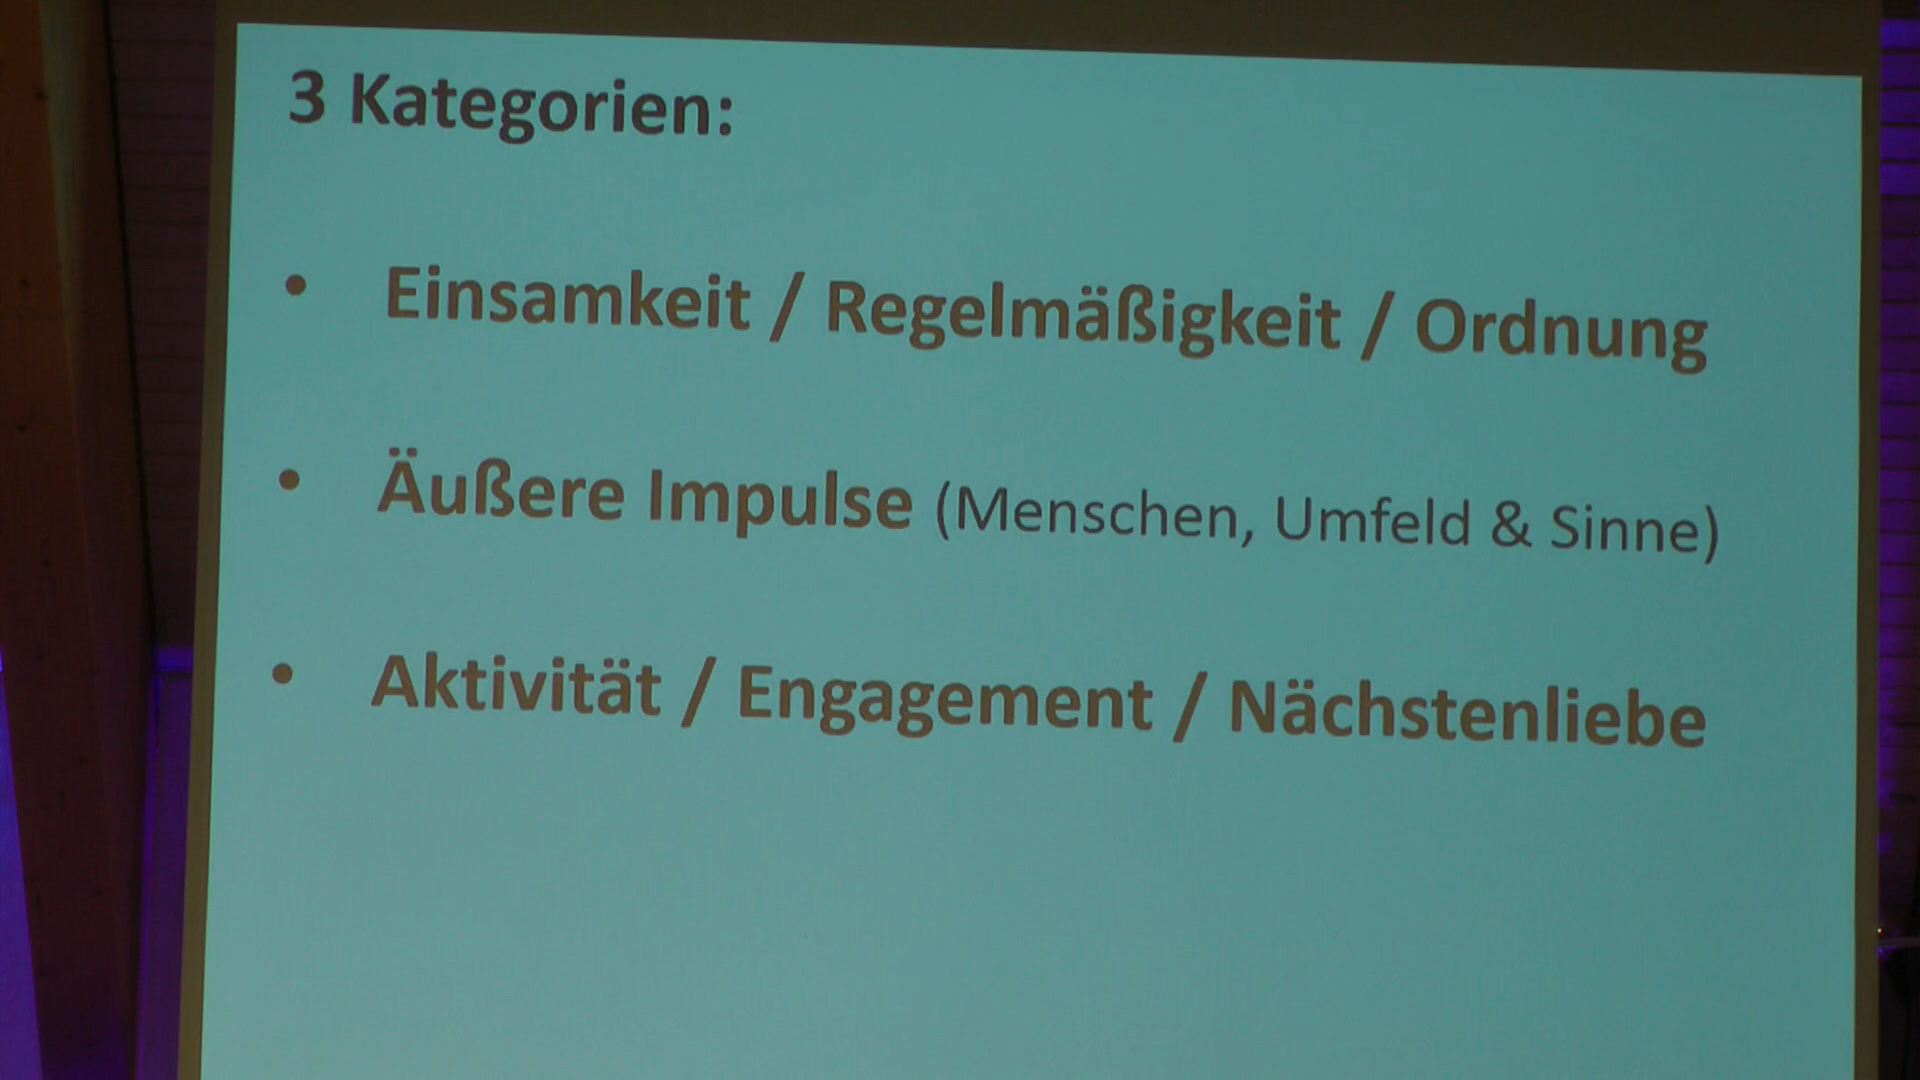 3 Kategorien:
• Einsamkeit / Regelmäßigkeit / Ordnung
• Äußere Impulse (Menschen, Umfeld & Sinne)
• Aktivität / Engagement / Nächstenliebe